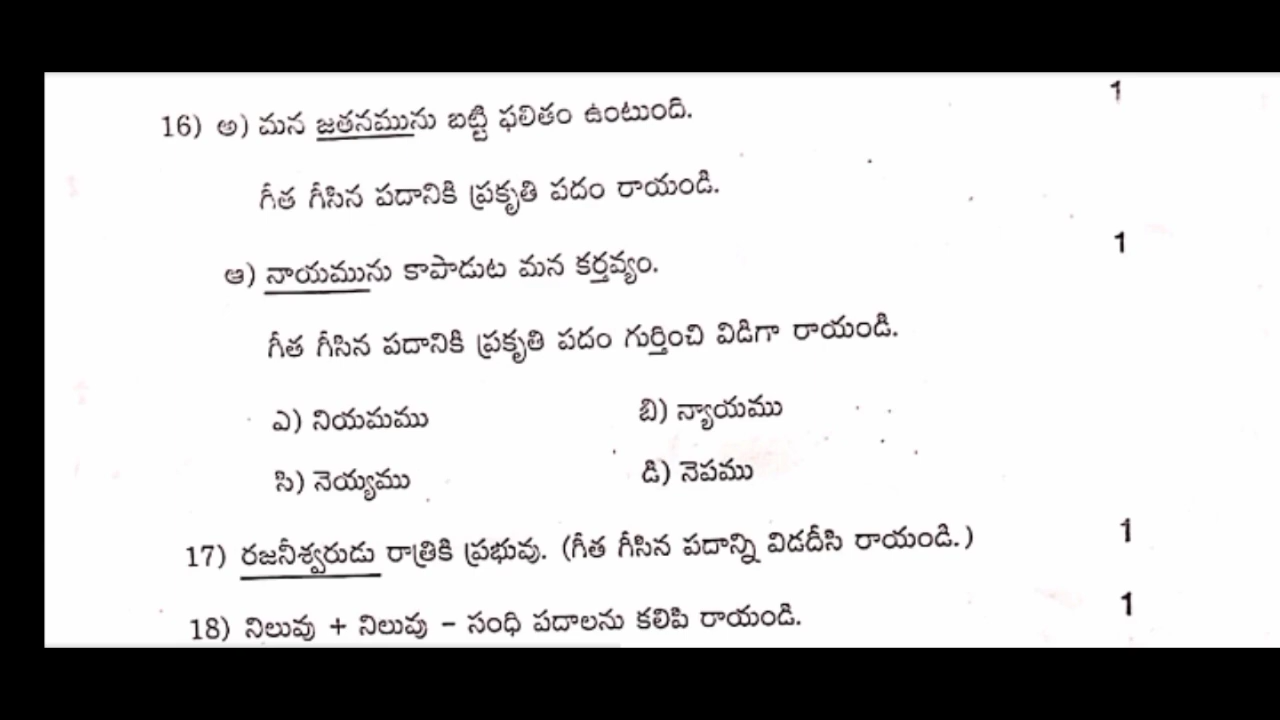 1
16) అ) మన జతనమును బట్టి ఫలితం ఉంటుంది.
గీత గీసిన పదానికి ప్రకృతి పదం రాయండి.
1
ఆ) నాయమును కాపాడుట మన కర్తవ్యం.
గీత గీసిన పదానికి ప్రకృతి పదం గుర్తించి విడిగా రాయండి.
ఎ) నియమము బి) న్యాయము
సి) నెయ్యము డి) నెపము
17) రజనీశ్వరుడు రాత్రికి ప్రభువు. (గీత గీసిన పదాన్ని విడదీసి రాయండి.) 1
18) నిలువు + నిలువు – సంధి పదాలను కలిపి రాయండి. 1